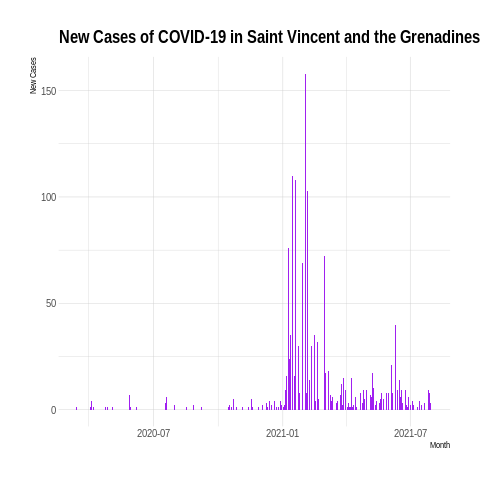 New Cases of COVID-19 in Saint Vincent and the Grenadines
New Cases
150
100
50
0
2020-07
2021-01
2021-07
Month